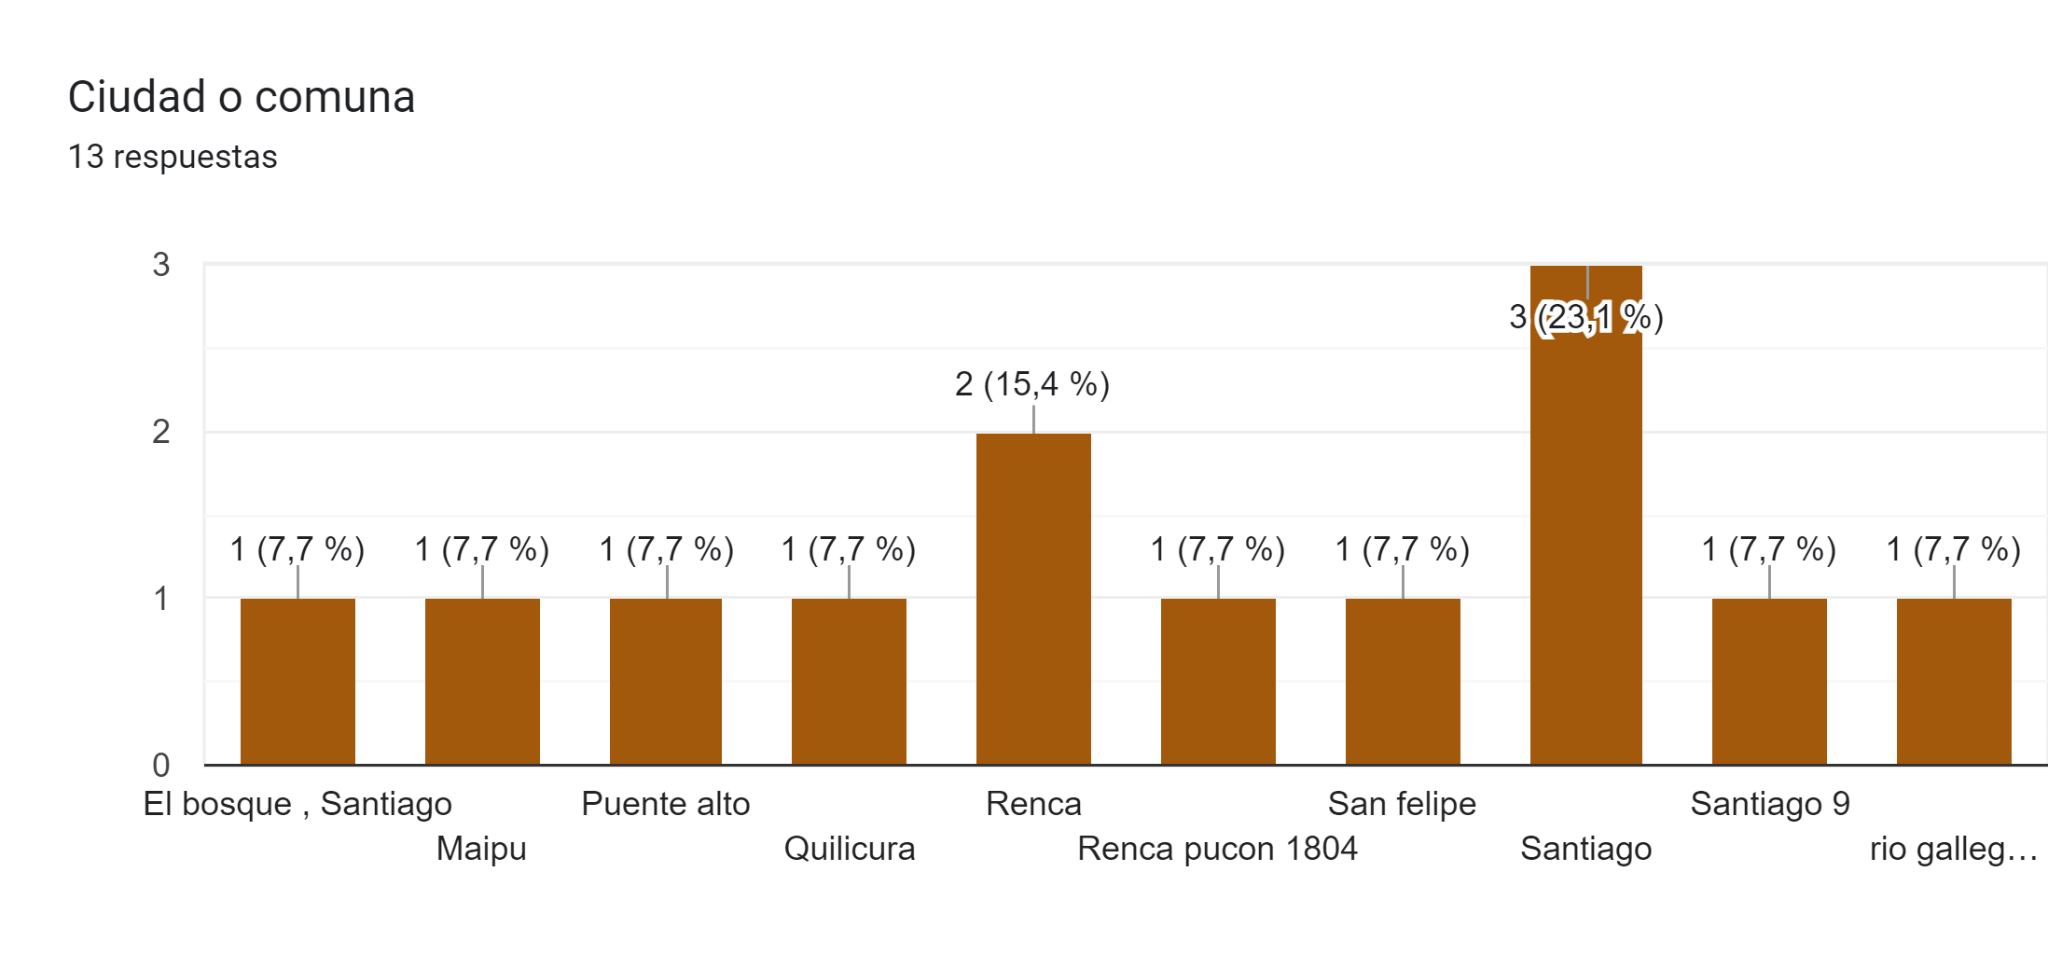 Ciudad o comuna
13 respuestas
3
3 (23,1 %)
2 (15,4 %)
2
1 (7,7 %) 1 (7,7 %) 1 (7,7 %) 1 (7,7 %) 1 (7,7 %) 1 (7,7 %) 1 (7,7 %) 1 (7,7 %)
1
0
El bosque , Santiago Puente alto Renca San felipe Santiago 9
Maipu Quilicura Renca pucon 1804 Santiago rio galleg…